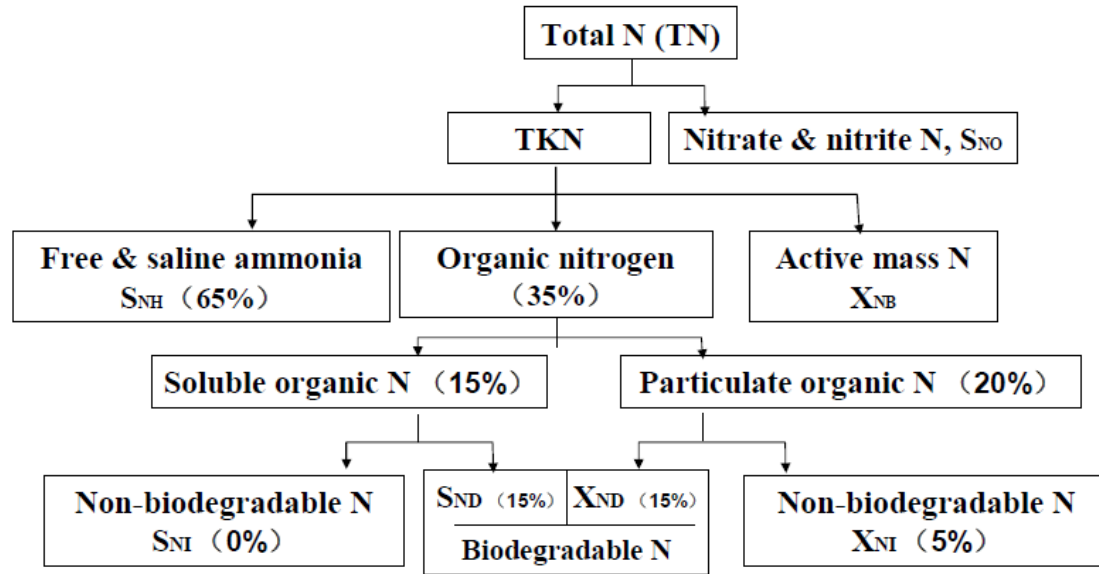 Total N (TN)
TKN
Nitrate & nitrite N, SNO
Free & saline ammonia
SNH（65%）
Organic nitrogen
（35%）
Active mass N
XNB
Soluble organic N （15%）
Particulate organic N （20%）
Non-biodegradable N
SNI （0%）
SND （15%）
XND （15%）
Biodegradable N
Non-biodegradable N
XNI（5%）